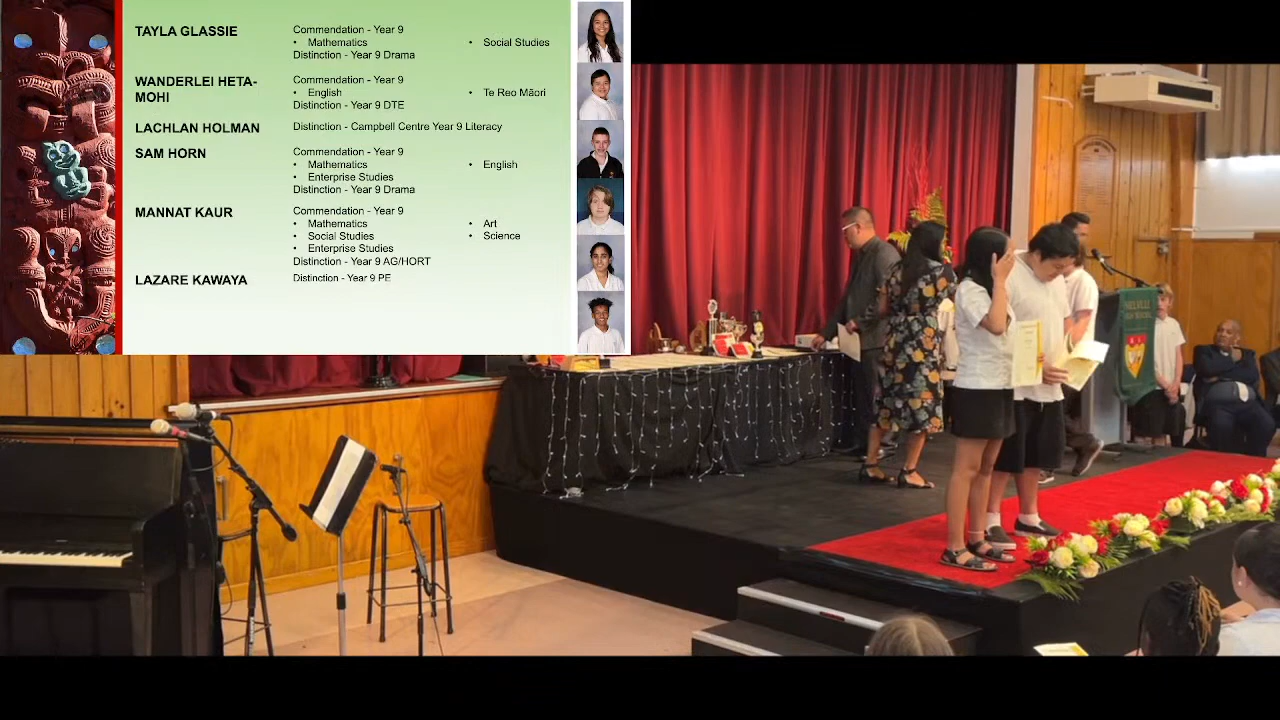 TAYLA GLASSIE
Commendation - Year 9
• Mathematics • Social Studies
Distinction - Year 9 Drama
WANDERLEI HETA-
MOHI
Commendation - Year 9
• English • Te Reo Māori
Distinction - Year 9 DTE
LACHLAN HOLMAN
Distinction - Campbell Centre Year 9 Literacy
SAM HORN
Commendation - Year 9
• Mathematics • English
• Enterprise Studies
Distinction - Year 9 Drama
MANNAT KAUR
Commendation - Year 9
• Mathematics • Art
• Social Studies • Science
• Enterprise Studies
Distinction - Year 9 AG/HORT
LAZARE KAWAYA
Distinction - Year 9 PE
HIGH SCHOOL